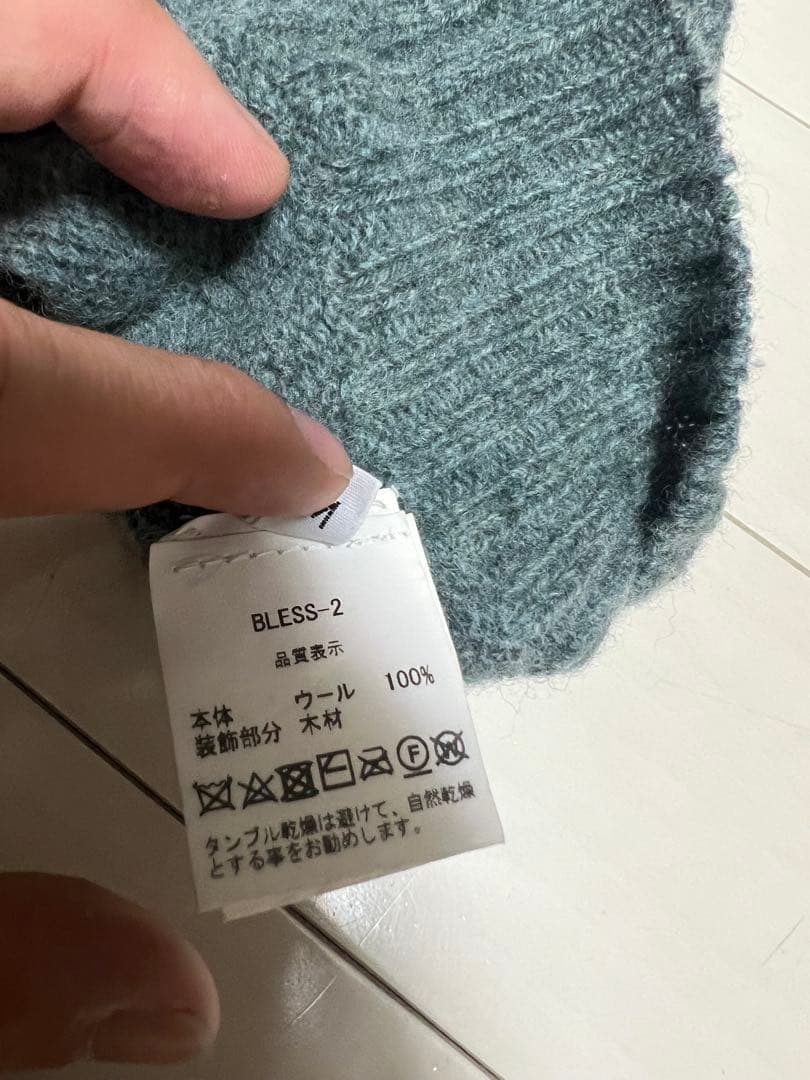 BLESS-2
品質表示
本体 ウール 100%
装飾部分 木材
F W
タンブル乾燥は避けて、自然乾燥
とする事をお勧めします。